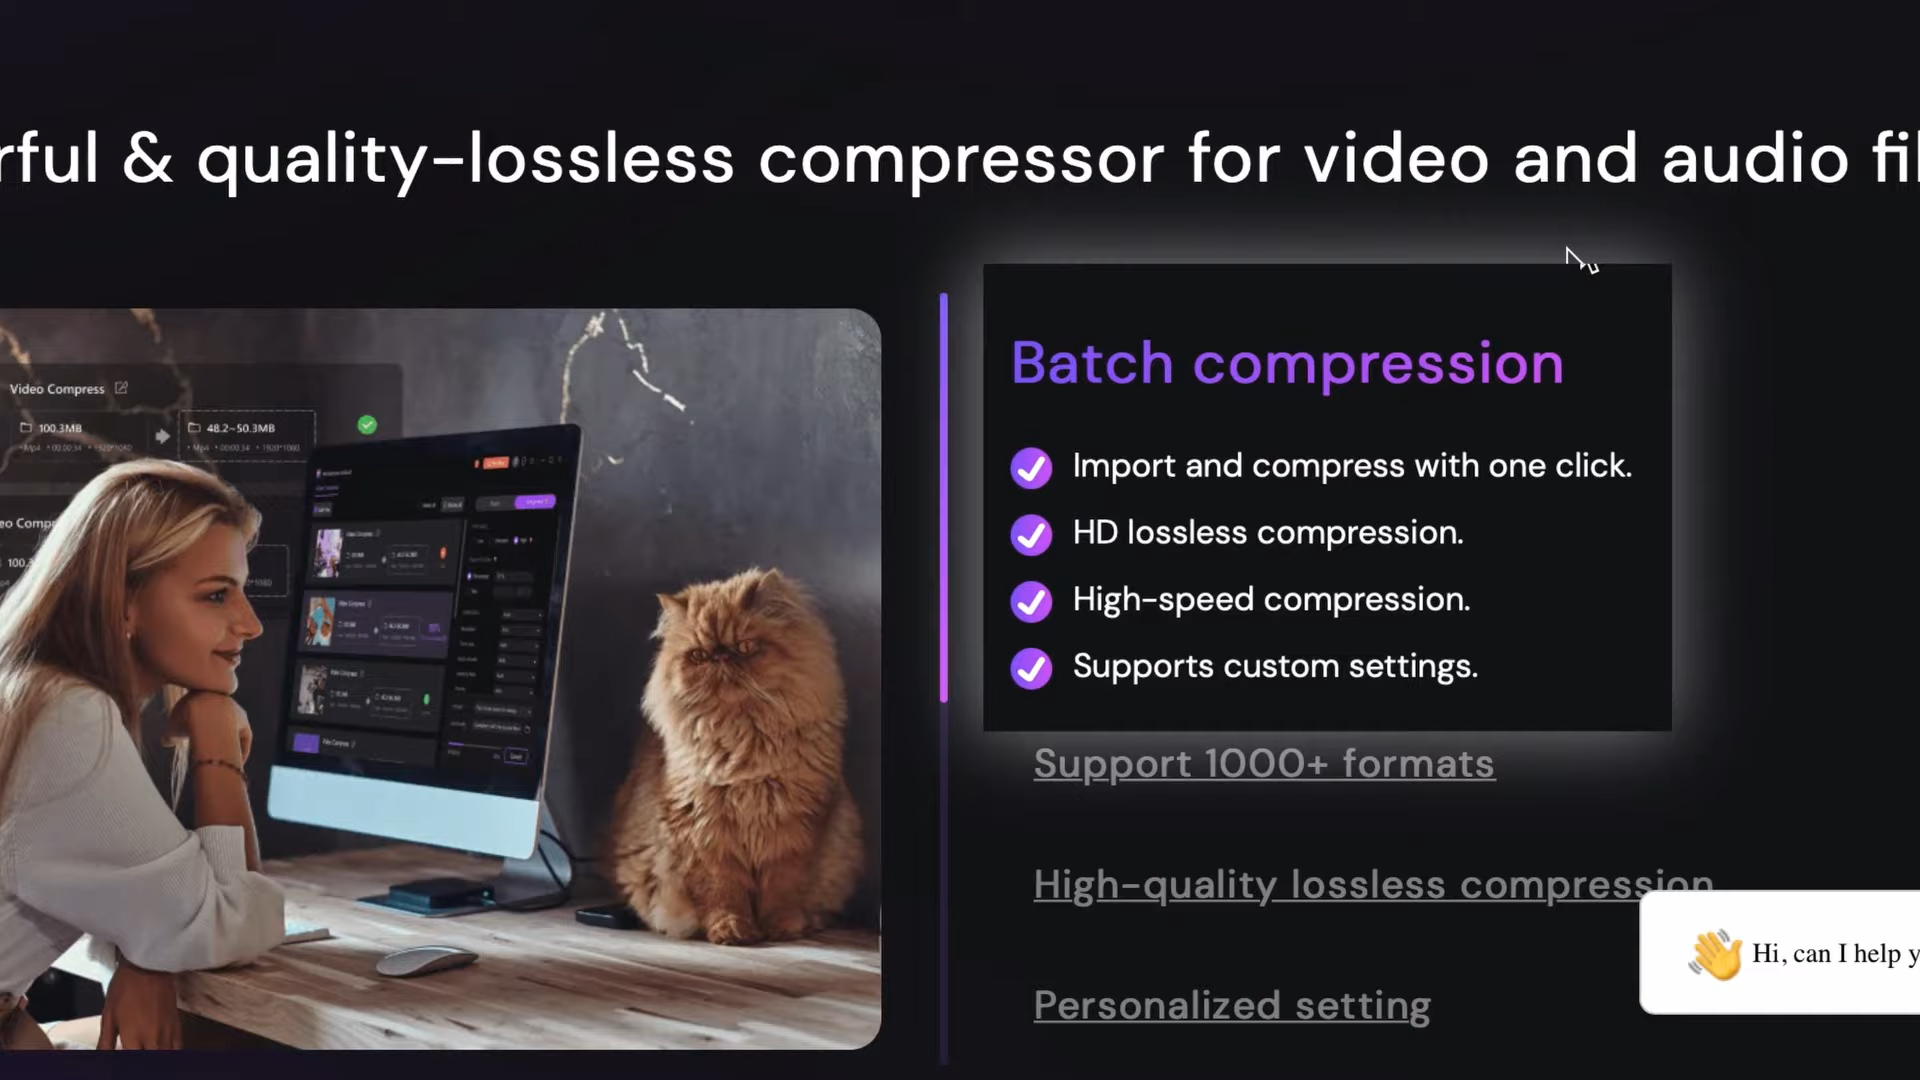 & quality-lossless compressor for video and audio
Batch compression
Import and compress with one click.
HD lossless compression.
High-speed compression.
Supports custom settings.
Support 1000+ formats
High-quality lossless compression
Personalized setting
👋 Hi, can I help
Video Compress
100.3MB
48.2~50.3MB